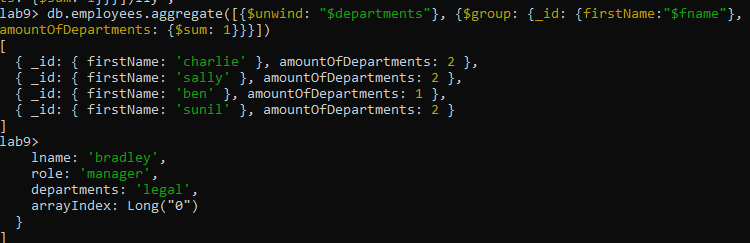 lab9> db.employees.aggregate([{$unwind: "$departments"}, {$group: {_id: {firstName:"$fname"},
amountOfDepartments: {$sum: 1}}}])
[
{ _id: { firstName: 'charlie' }, amountOfDepartments: 2 },
{ _id: { firstName: 'sally' }, amountOfDepartments: 2 },
{ _id: { firstName: 'ben' }, amountOfDepartments: 1 },
{ _id: { firstName: 'sunil' }, amountOfDepartments: 2 }
]
lab9>
lname: 'bradley',
role: 'manager',
departments: 'legal',
arrayIndex: Long("0")
}
]